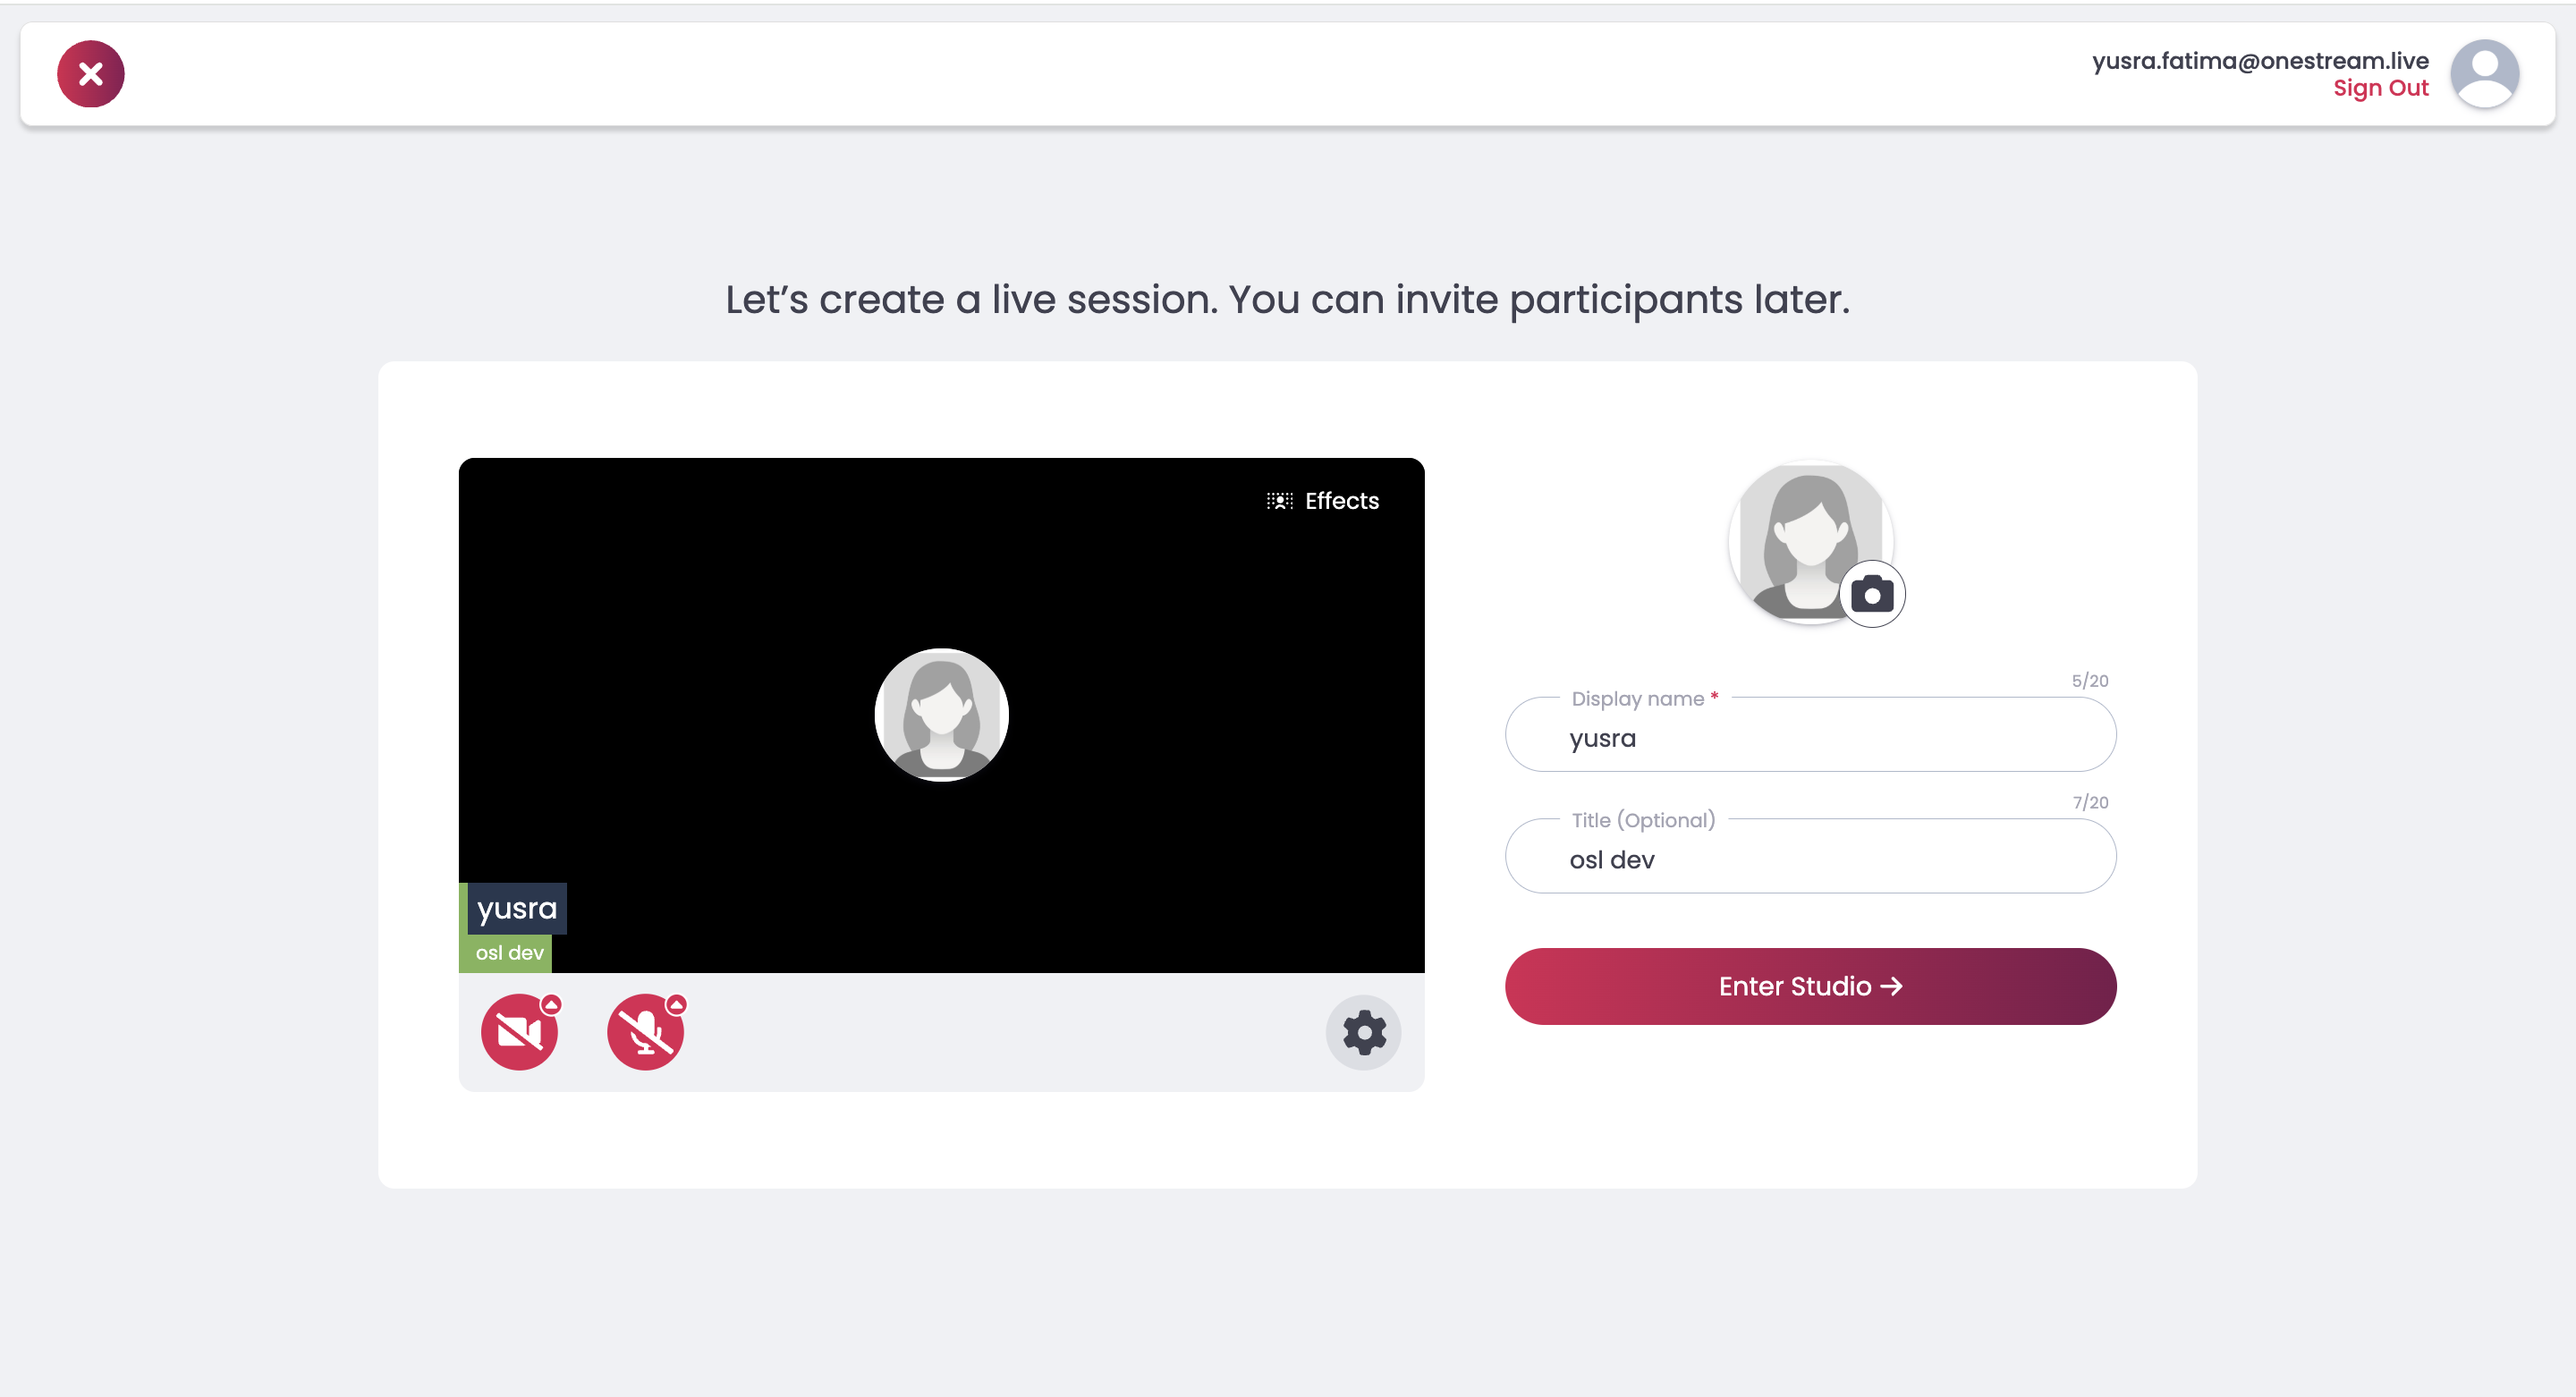 yusra.fatima@onestream.live
Sign Out
Let’s create a live session. You can invite participants later.
Effects
yusra
osl dev
5/20
Display name *
yusra
7/20
Title (Optional)
osl dev
Enter Studio →